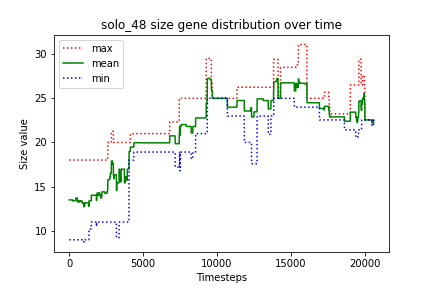 solo_48 size gene distribution over time
max
mean
min
Size value
30
25
20
15
10
0 5000 10000 15000 20000
Timesteps